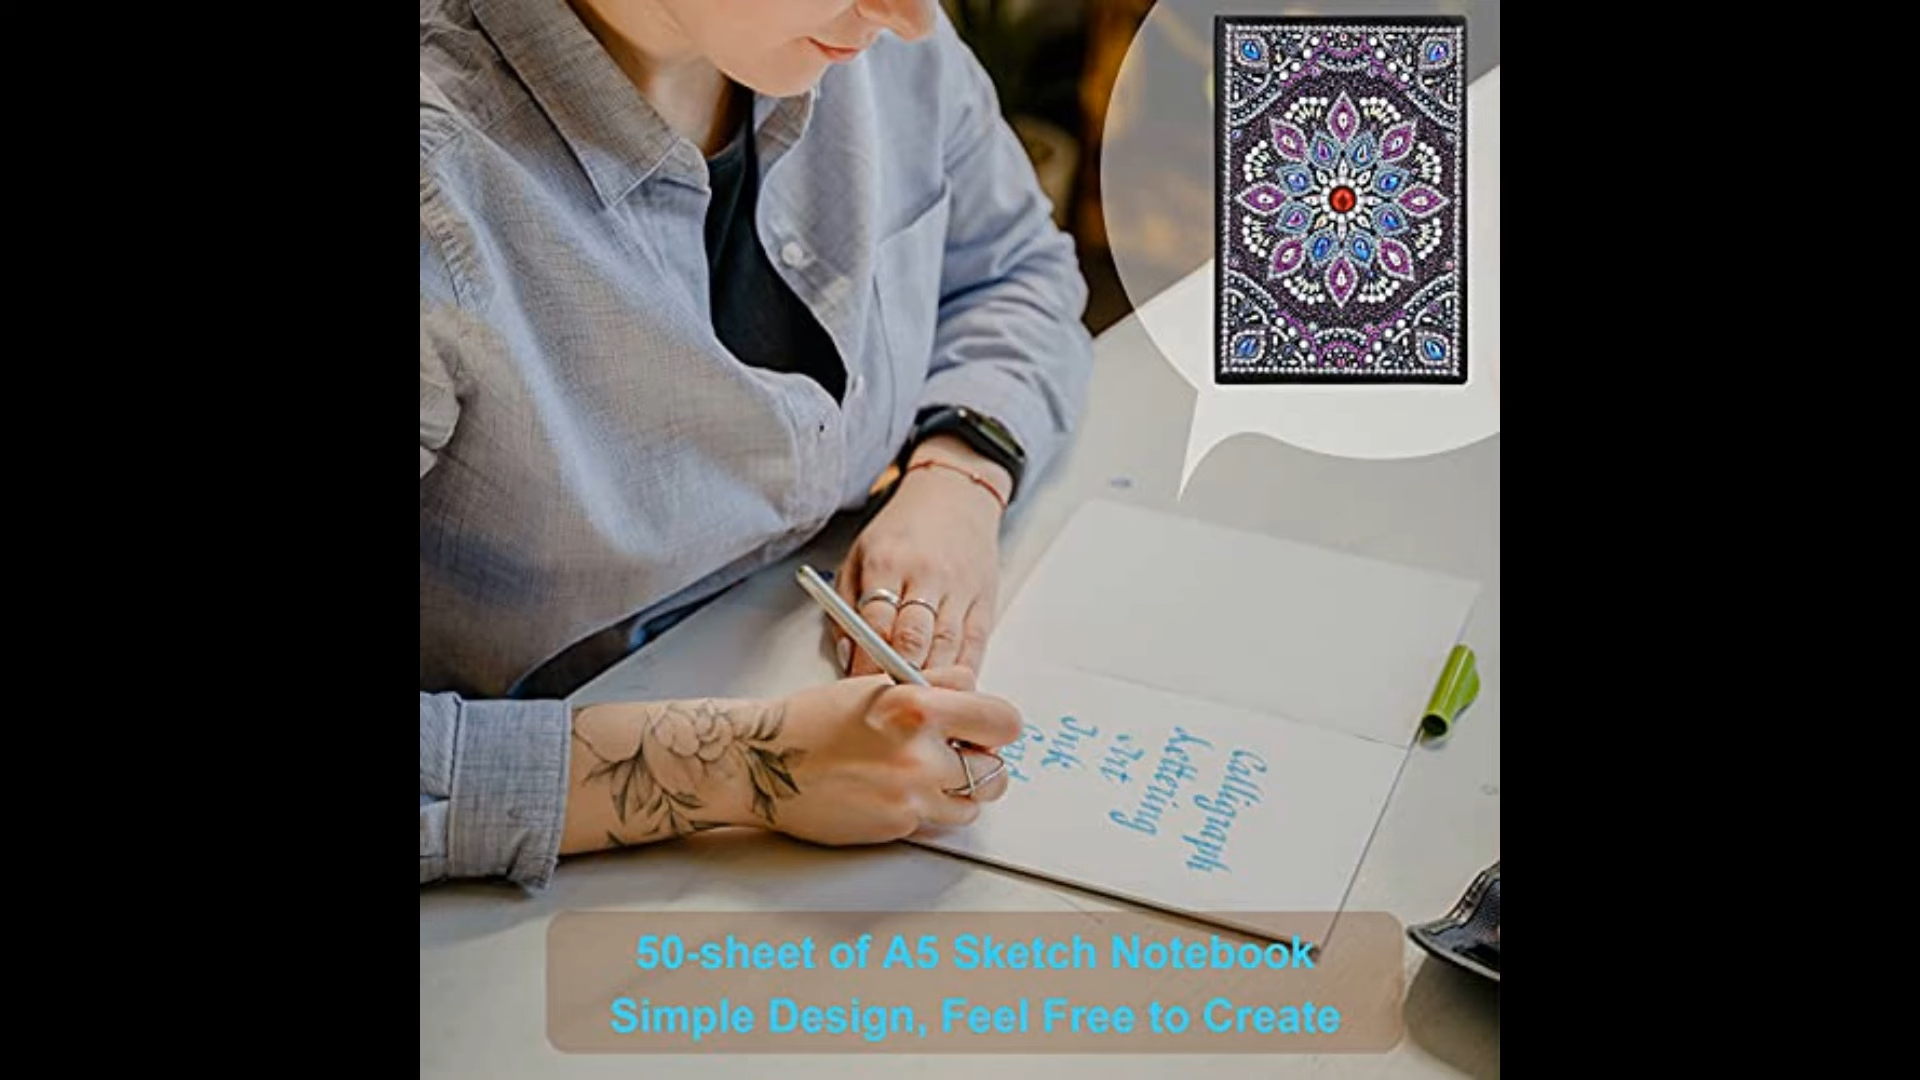 Calligraph
Lettering
Art
Ink
50-sheet of A5 Sketch Notebook
Simple Design, Feel Free to Create